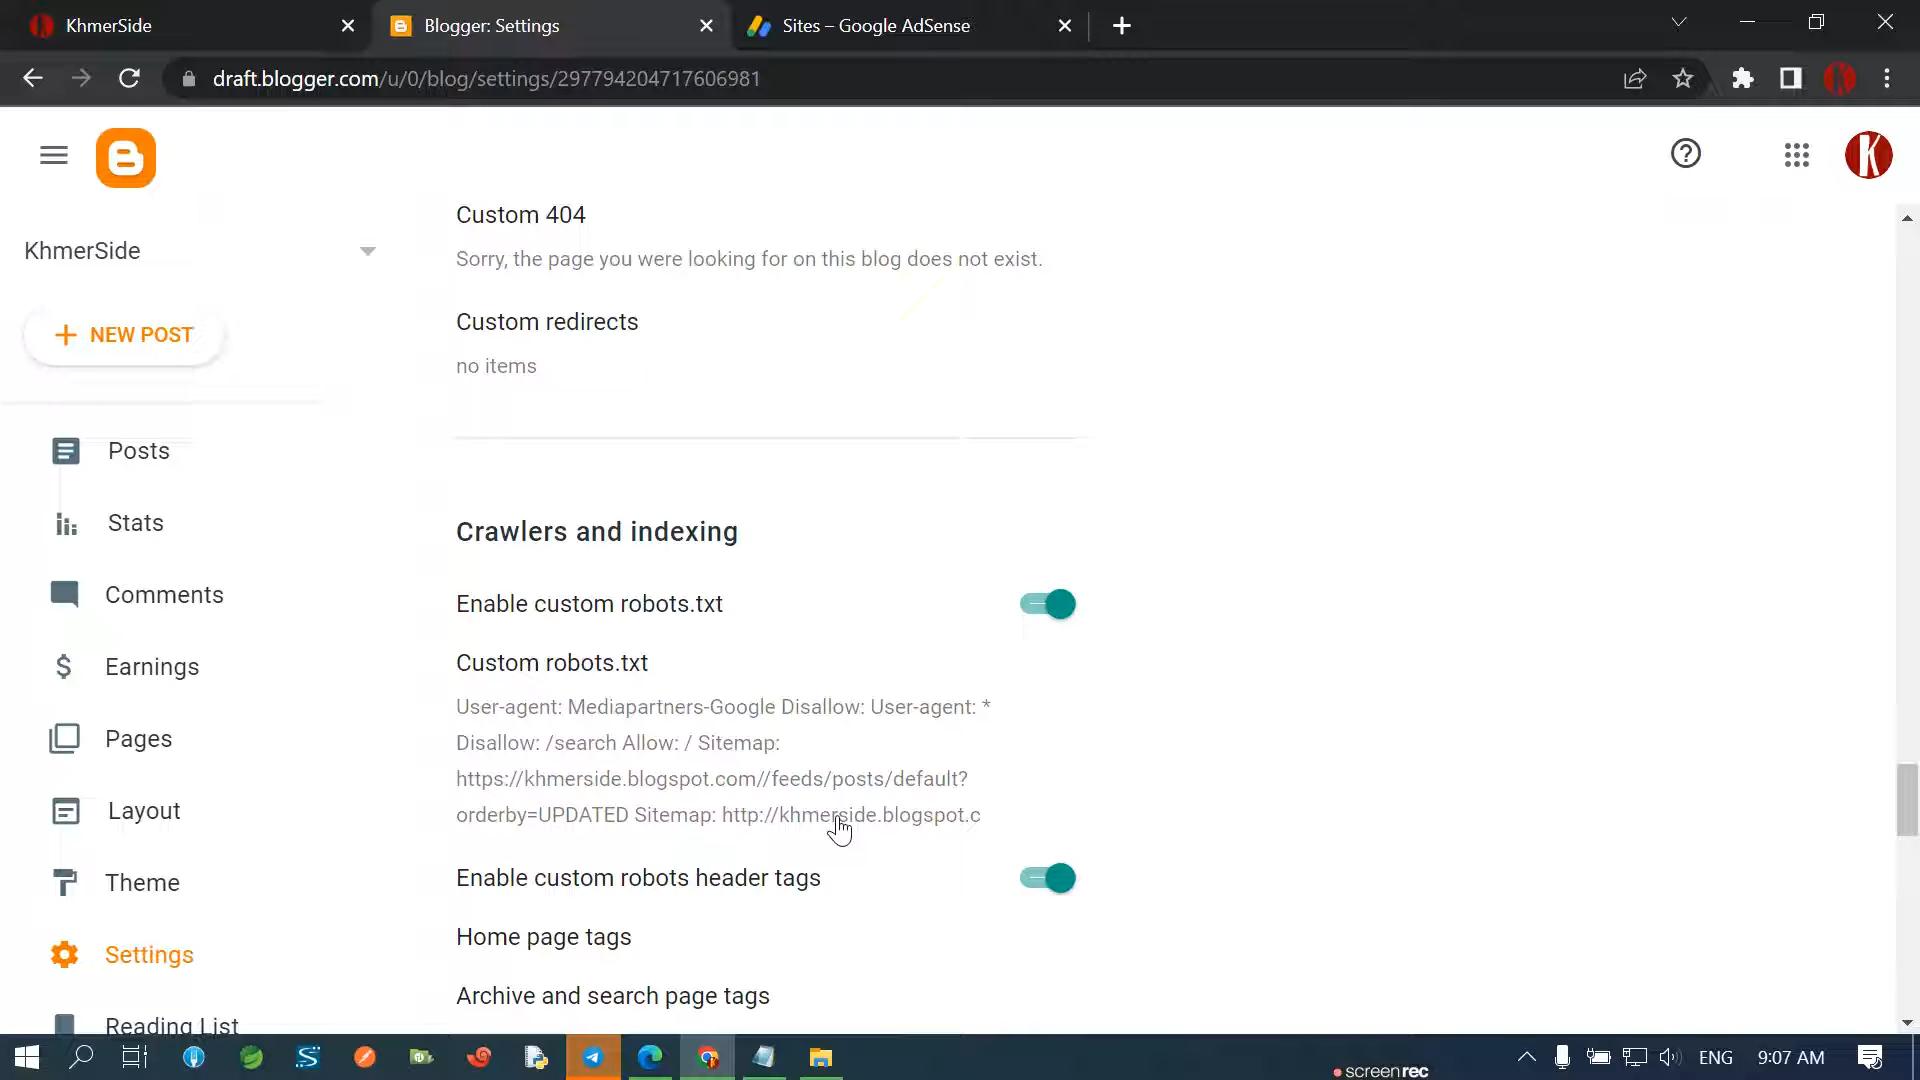 KhmerSide
Blogger: Settings
Sites – Google AdSense
draft.blogger.com/u/0/blog/settings/297794204717606981
KhmerSide
NEW POST
Posts
Stats
Comments
Earnings
Pages
Layout
Theme
Settings
Reading List
Custom 404
Sorry, the page you were looking for on this blog does not exist.
Custom redirects
no items
Crawlers and indexing
Enable custom robots.txt
Custom robots.txt
User-agent: Mediapartners-Google Disallow: User-agent: *
Disallow: /search Allow: / Sitemap:
https://khmerside.blogspot.com//feeds/posts/default?
orderby=UPDATED Sitemap: http://khmerside.blogspot.c
Enable custom robots header tags
Home page tags
Archive and search page tags
ENG
9:07 AM
screenrec